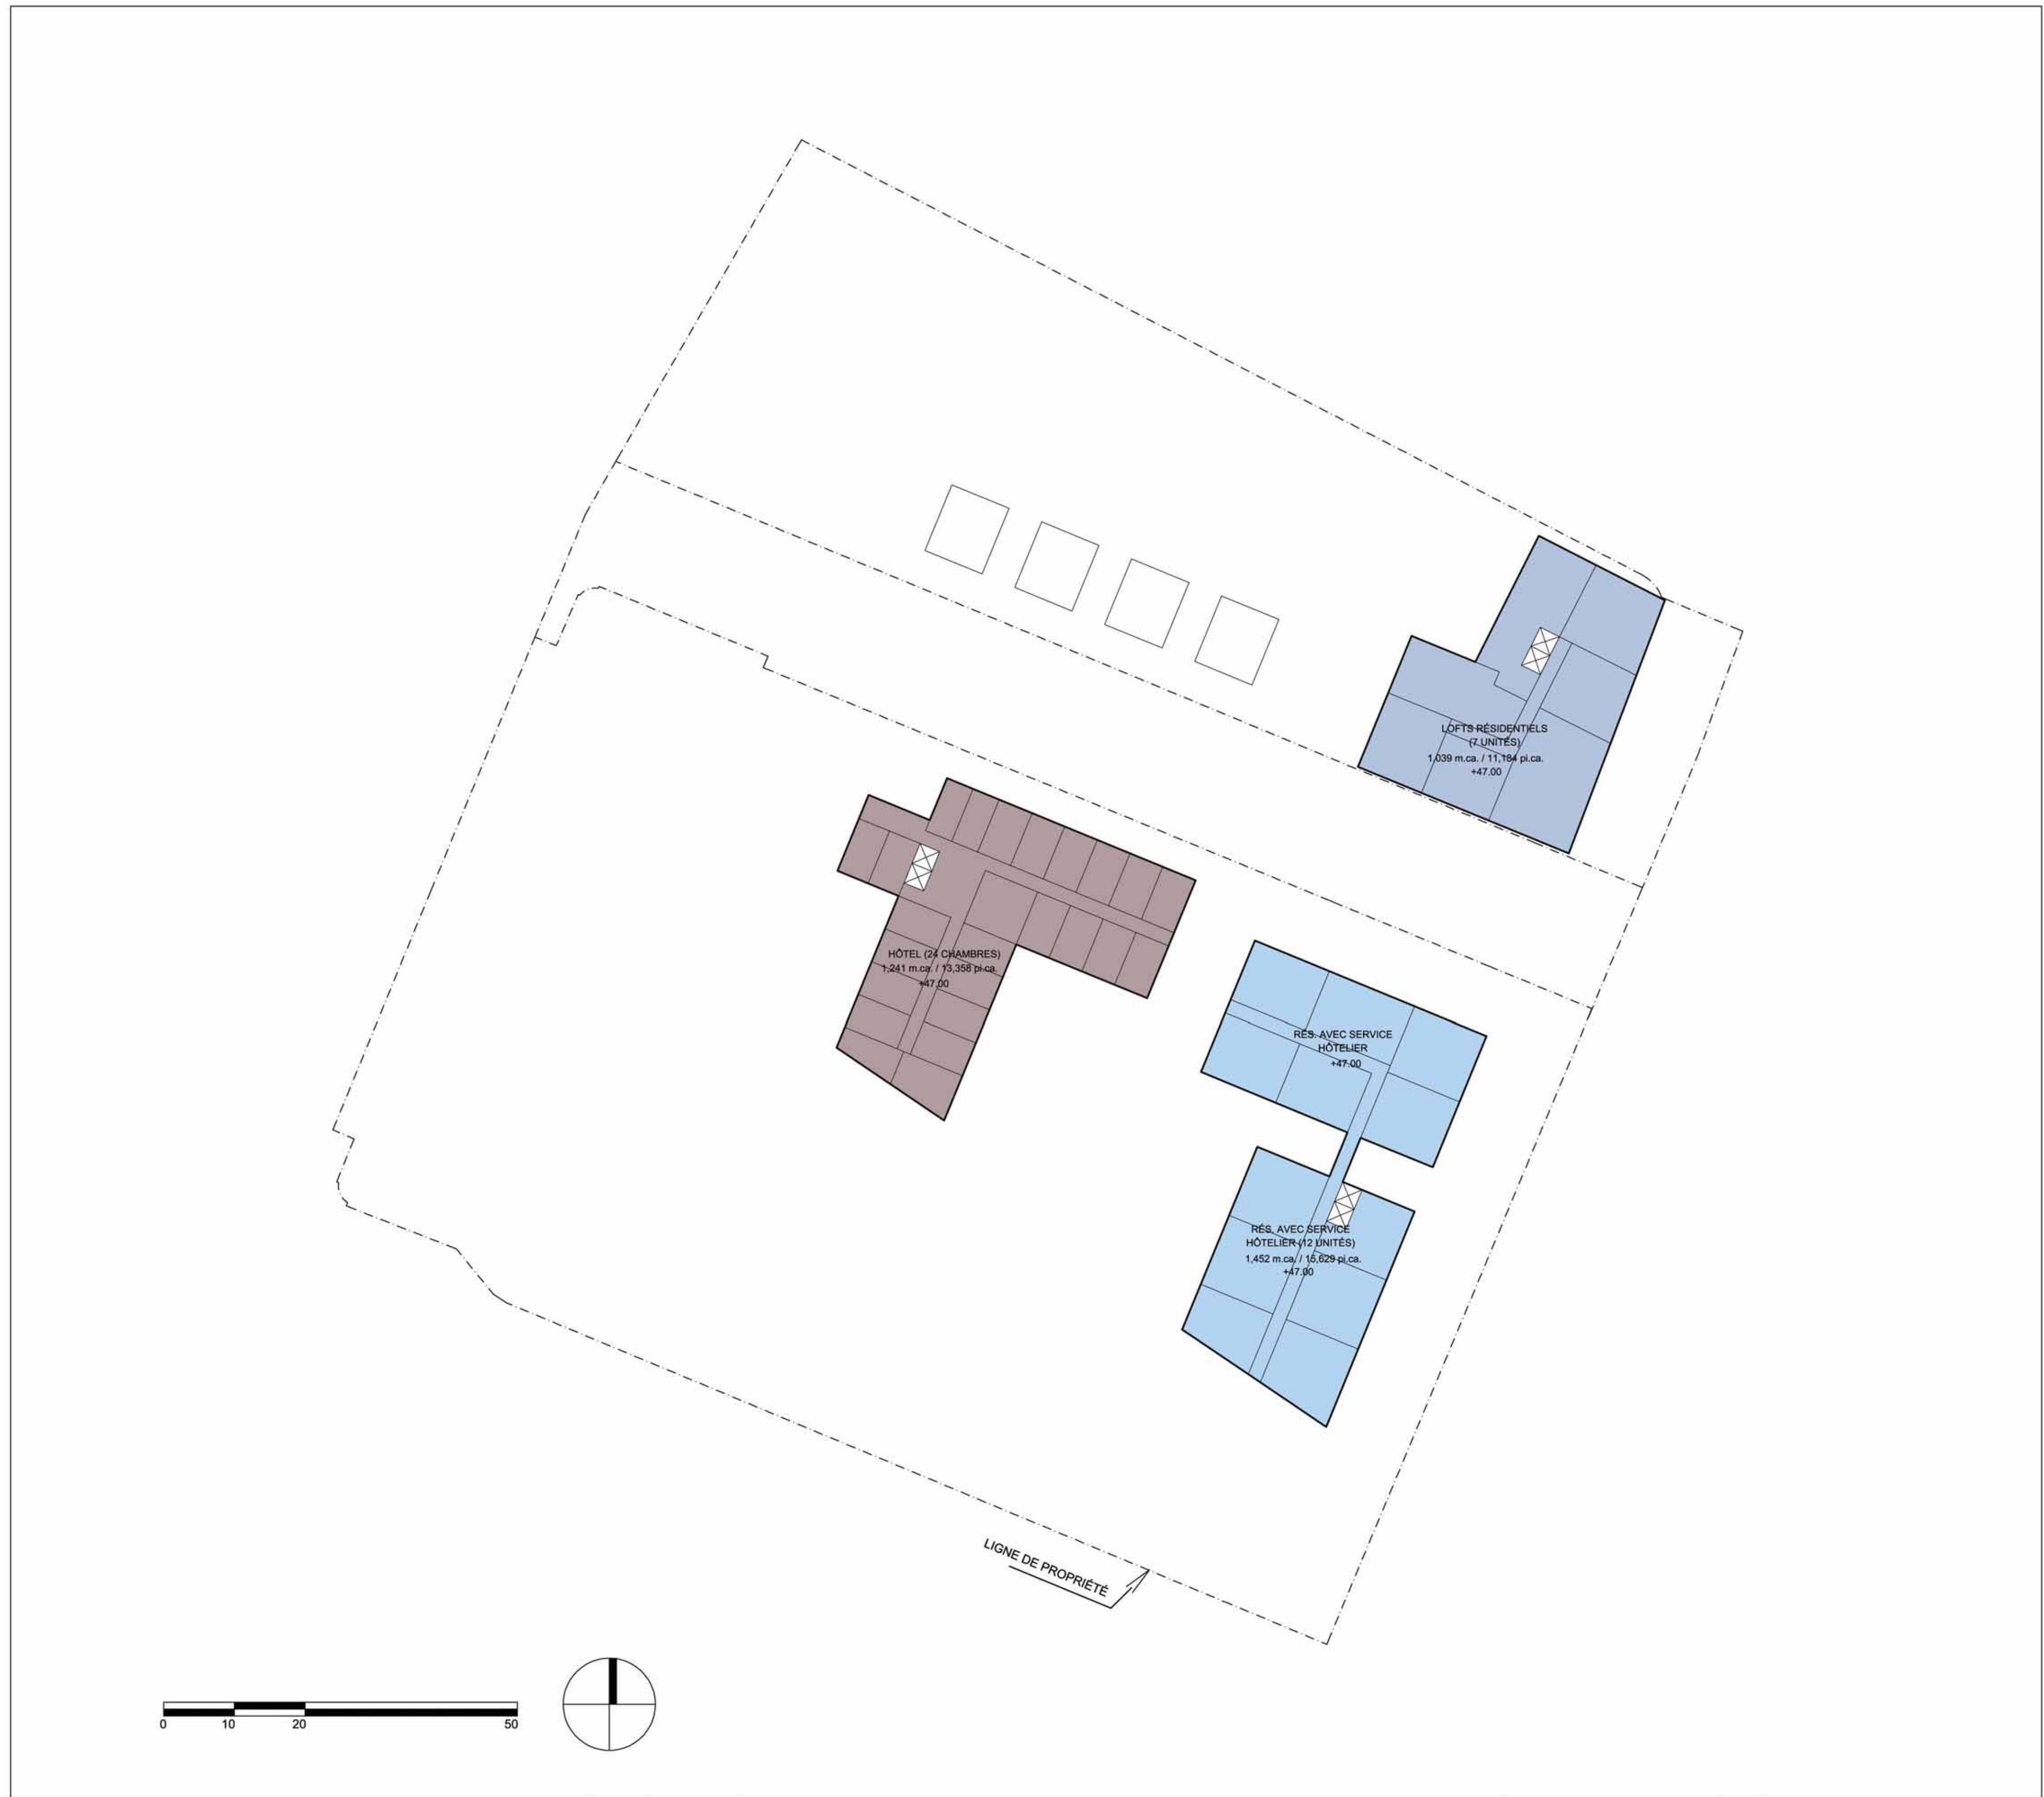 LOFTS RÉSIDENTIELS
(7 UNITÉS)
1,039 m.ca. / 11,184 pi.ca.
+47.00
HÔTEL (24 CHAMBRES)
1,241 m.ca. / 13,358 pi.ca.
+47.00
RÉS. AVEC SERVICE
HÔTELIER
+47.00
RÉS. AVEC SERVICE
HÔTELIER (12 UNITÉS)
1,452 m.ca. / 15,629 pi.ca.
+47.00
LIGNE DE PROPRIÉTÉ
0 10 20 50